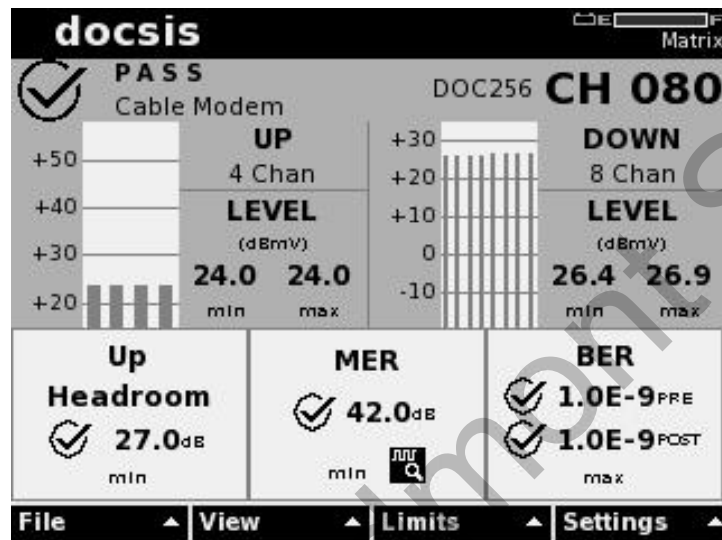 docsis
E F
Matrix
PASS
Cable Modem
DOC256 CH 080
+50
+40
+30
+20
UP
4 Chan
LEVEL
(dBmV)
24.0 24.0
min max
+30
+20
+10
0
-10
DOWN
8 Chan
LEVEL
(dBmV)
26.4 26.9
min max
Up
Headroom
27.0dB
min
MER
42.0dB
min
BER
1.0E-9PRE
1.0E-9POST
max
File View Limits Settings